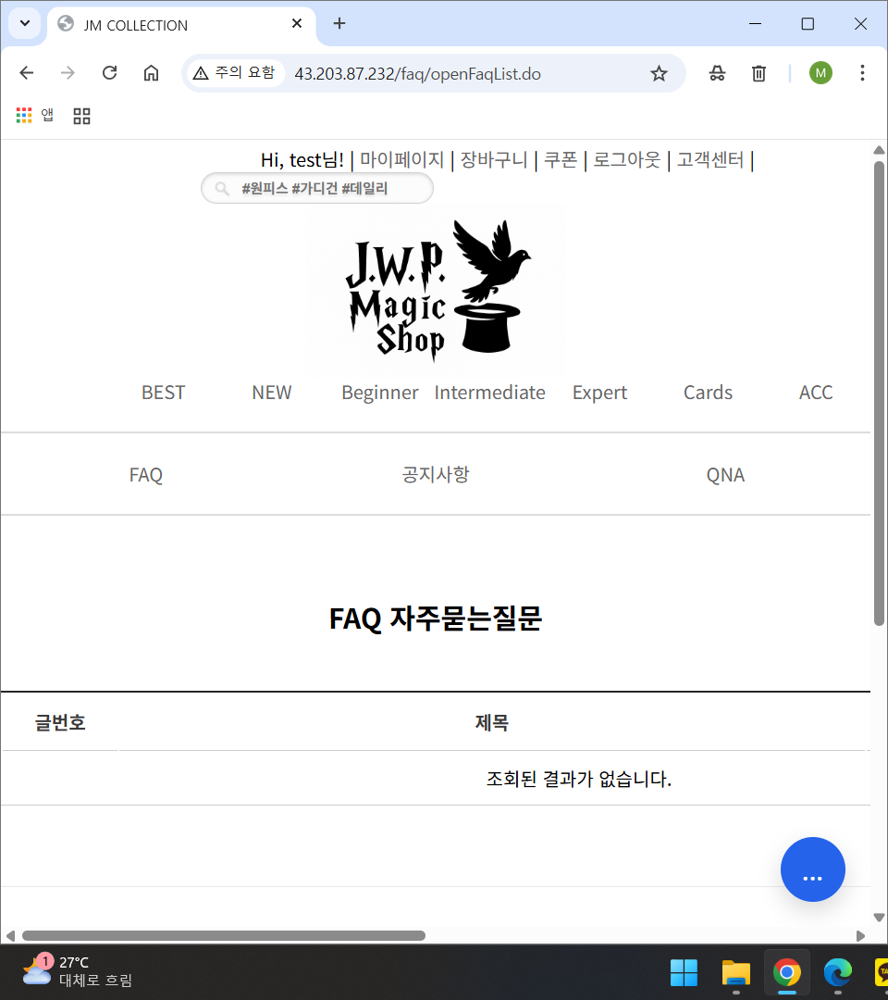 JM COLLECTION
주의 요함
43.203.87.232/faq/openFaqList.do
M
앱
Hi, test님! | 마이페이지 | 장바구니 | 쿠폰 | 로그아웃 | 고객센터 |
#원피스 #가디건 #데일리
J.W.P.
Magic
Shop
BEST NEW Beginner Intermediate Expert Cards ACC
FAQ 공지사항 QNA
FAQ 자주묻는질문
글번호 제목
조회된 결과가 없습니다.
...
1
27°C
대체로 흐림